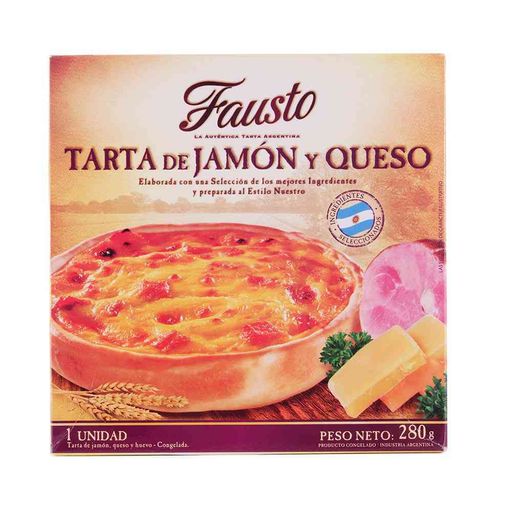 Fausto
LA AUTÉNTICA TARTA ARGENTINA
TARTA DE JAMÓN Y QUESO
Elaborada con una Selección de los mejores Ingredientes
y preparada al Estilo Nuestro
INGREDIENTES
SELECCIONADOS
1 UNIDAD
Tarta de jamón, queso y huevo - Congelada.
PESO NETO: 280g
PRODUCTO CONGELADO / INDUSTRIA ARGENTINA